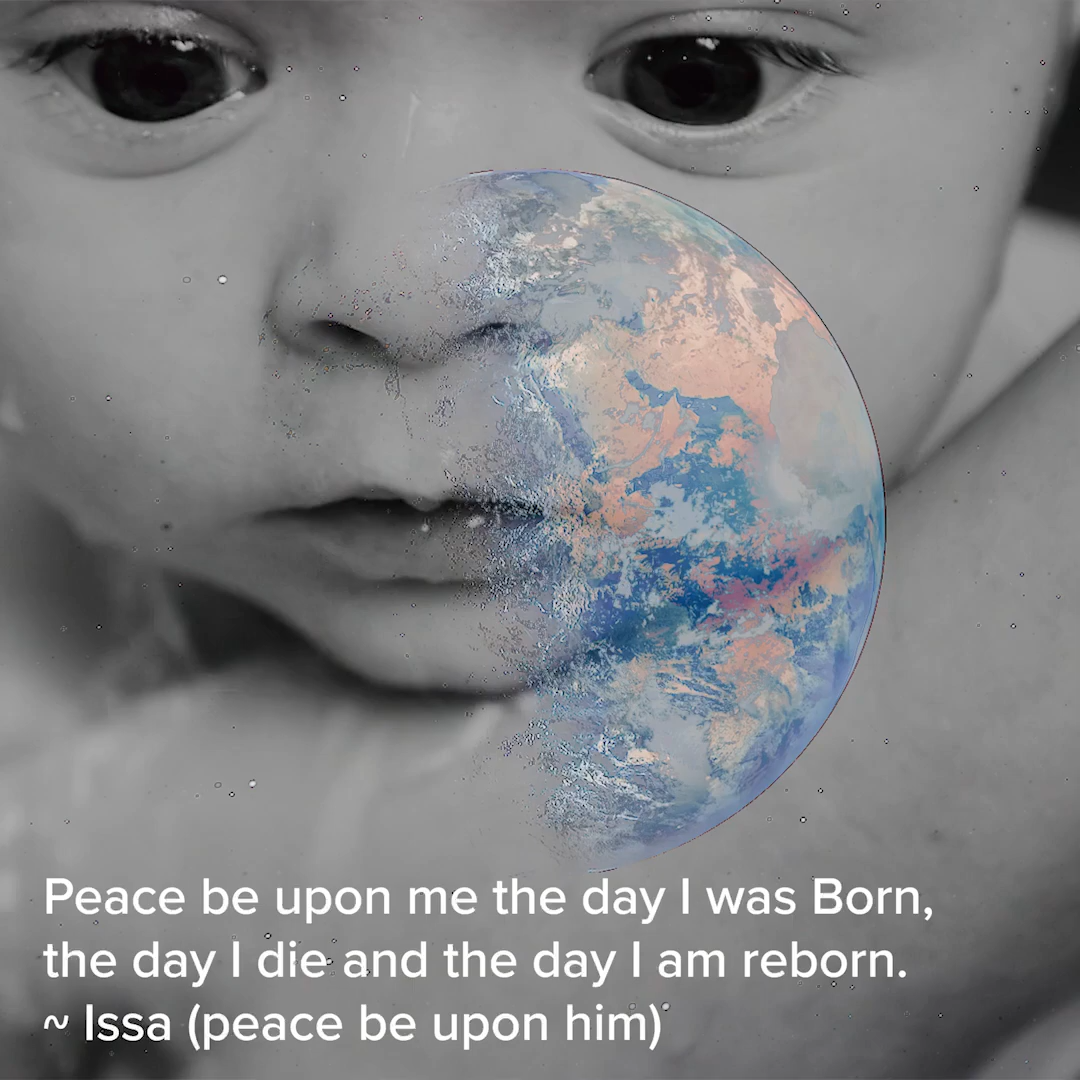 Peace be upon me the day I was Born,
the day I die and the day I am reborn.
~ Issa (peace be upon him)